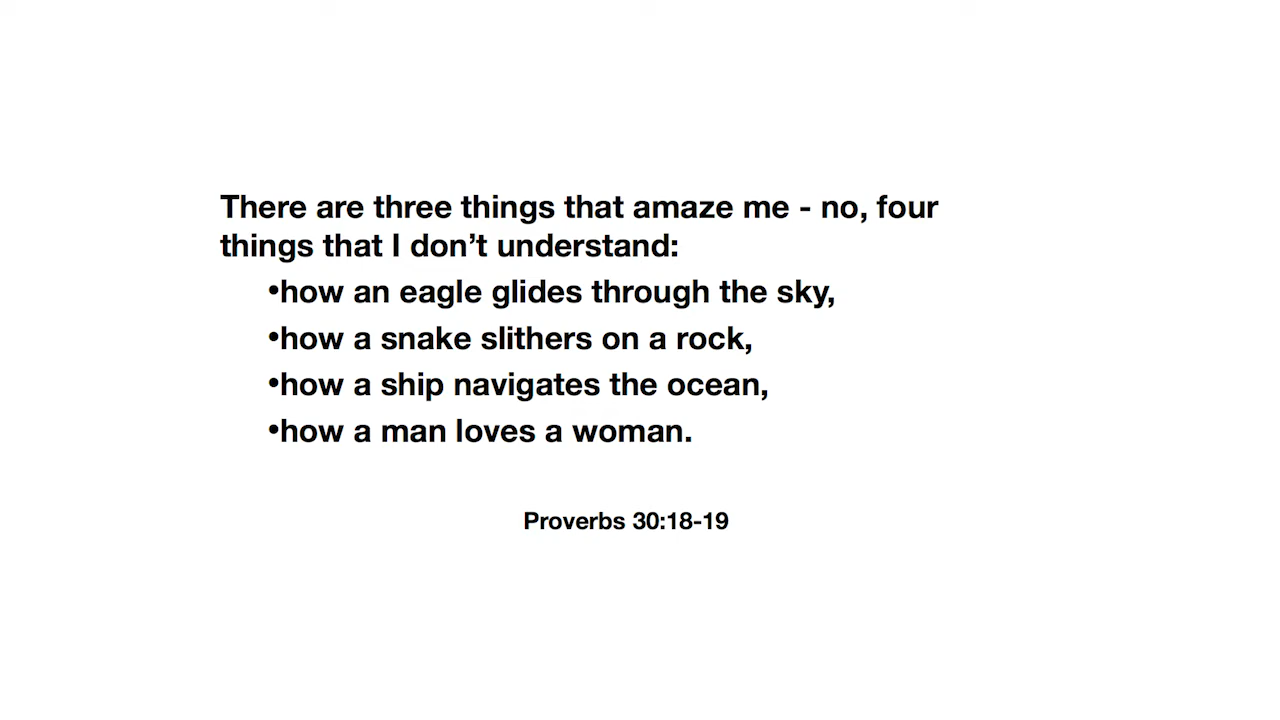 There are three things that amaze me - no, four
things that I don’t understand:
•how an eagle glides through the sky,
•how a snake slithers on a rock,
•how a ship navigates the ocean,
•how a man loves a woman.
Proverbs 30:18-19